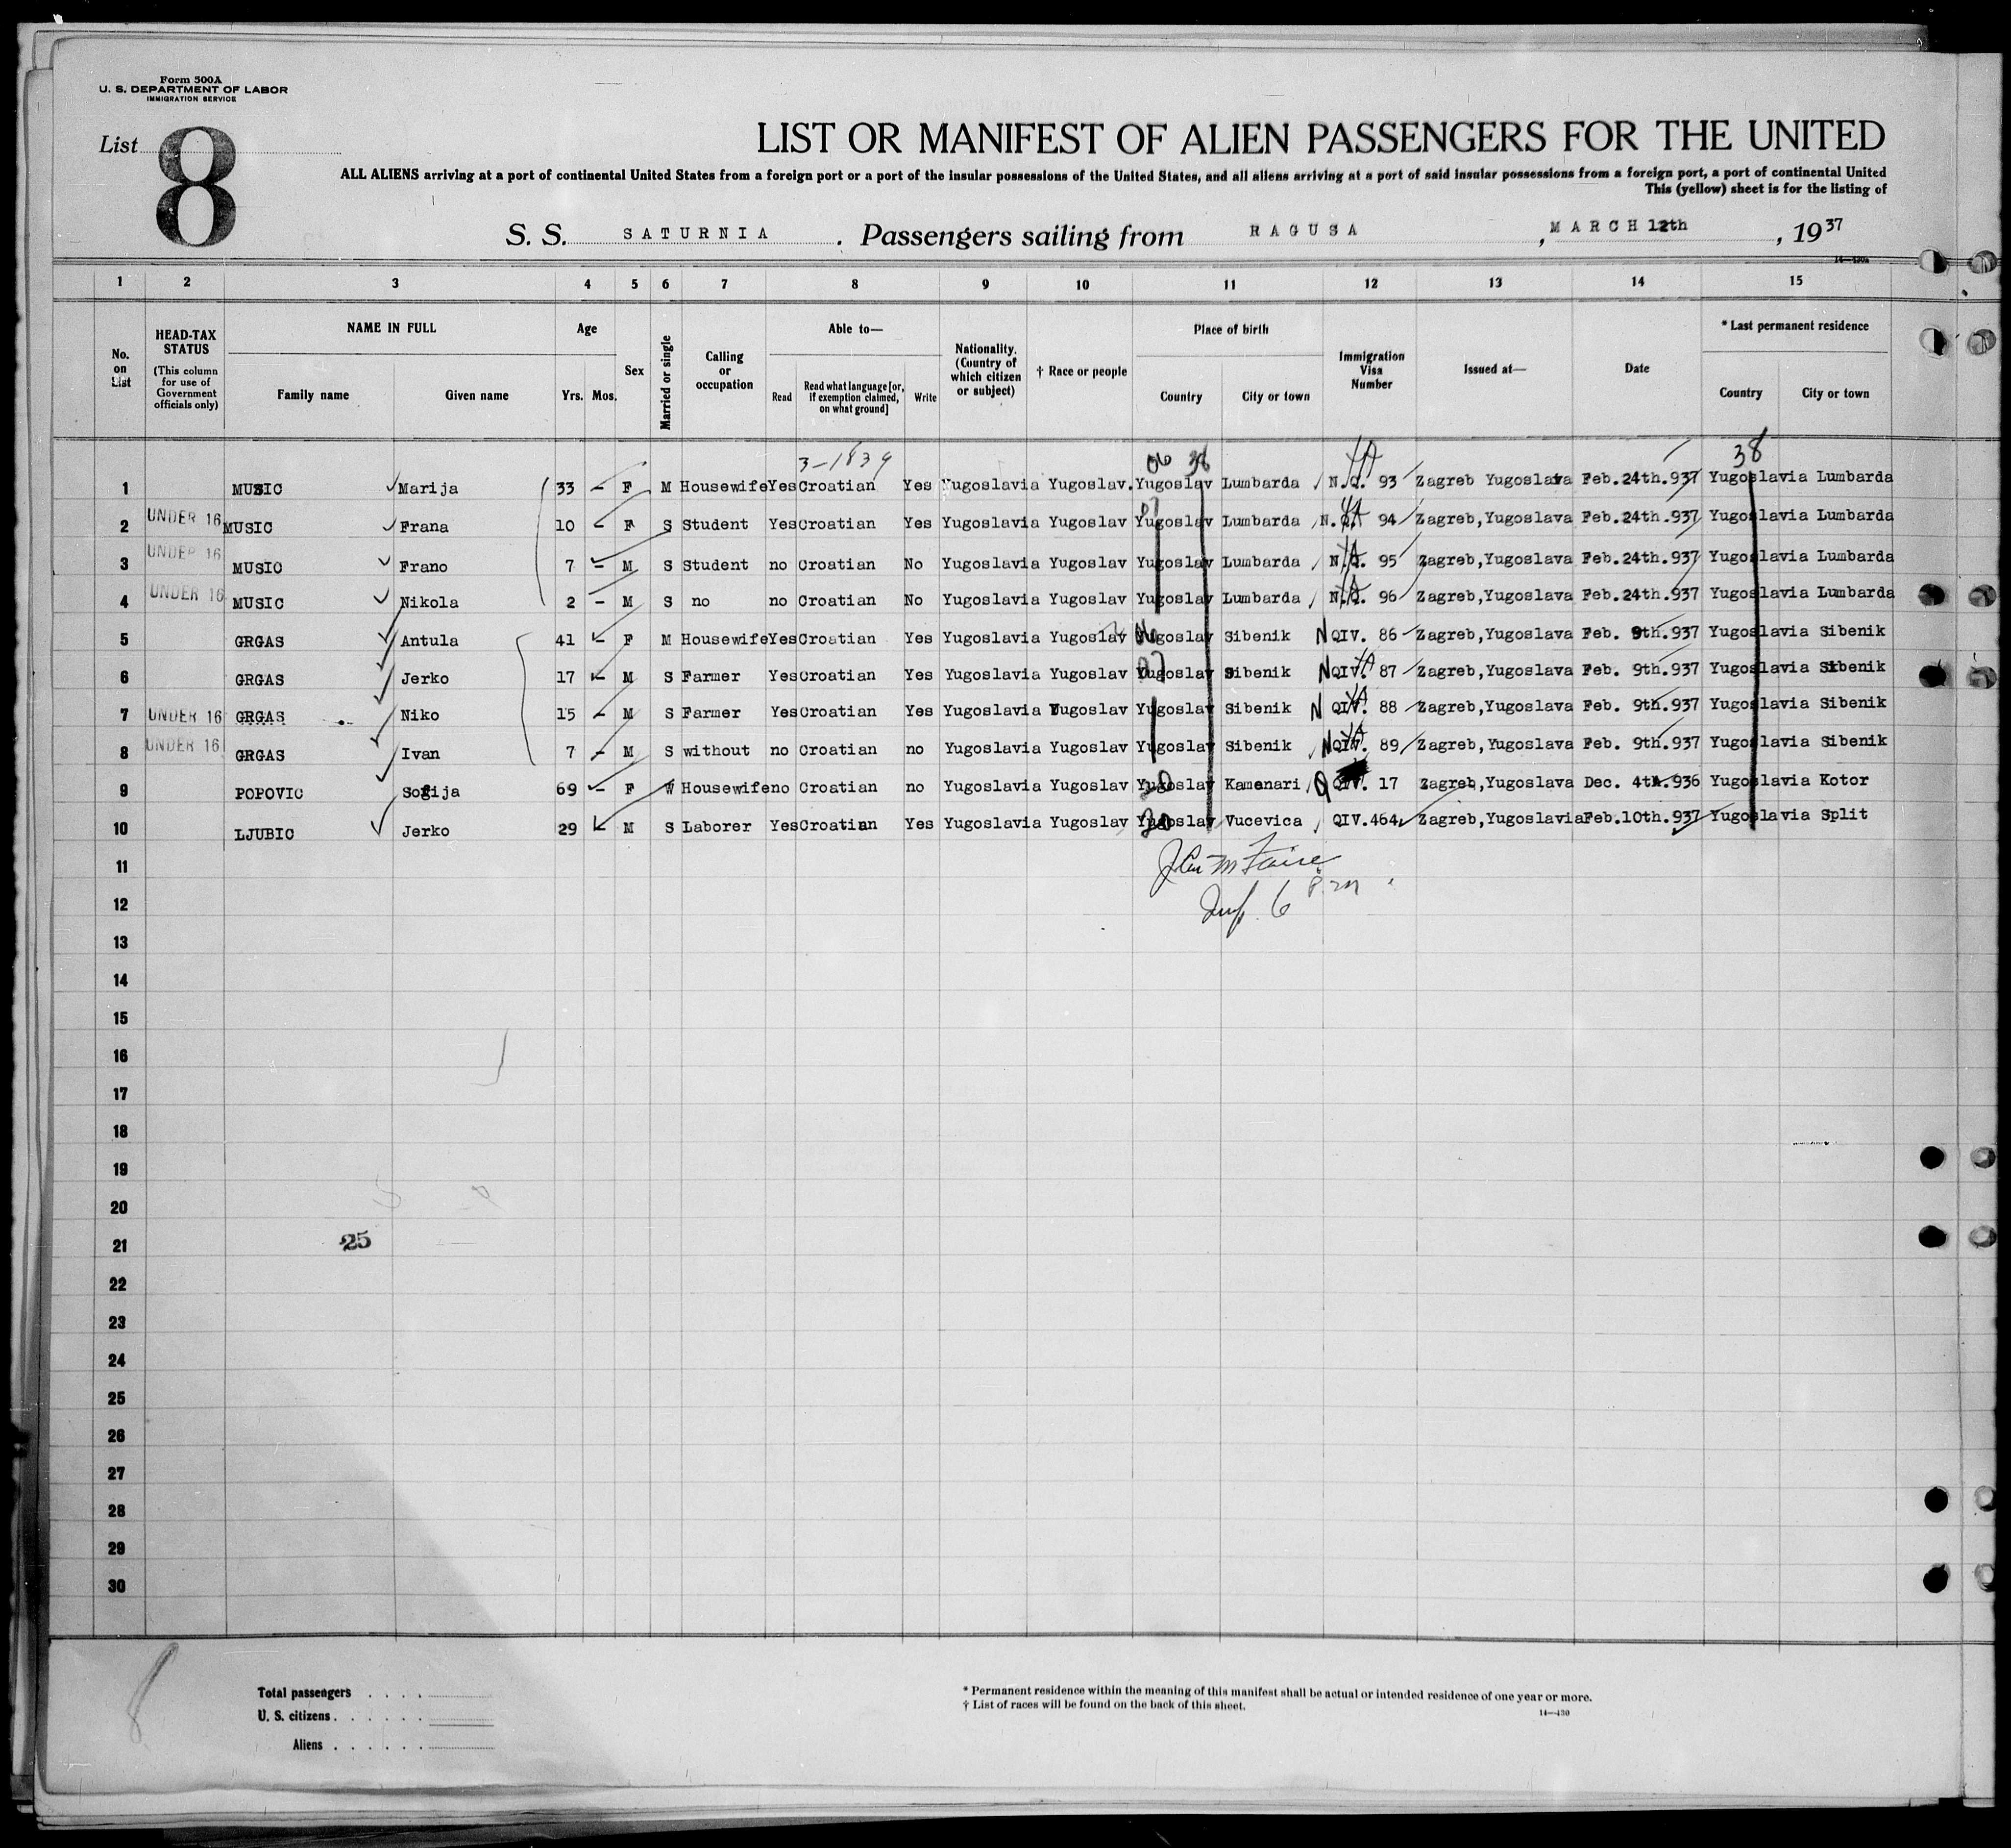 Form 500A
U. S. DEPARTMENT OF LABOR
IMMIGRATION SERVICE
List 8
LIST OR MANIFEST OF ALIEN PASSENGERS FOR THE UNITED
ALL ALIENS arriving at a port of continental United States from a foreign port or a port of the insular possessions of the United States, and all aliens arriving at a port of said insular possessions from a foreign port, a port of continental United
This (yellow) sheet is for the listing of
S. S. SATURNIA . Passengers sailing from RAGUSA , MARCH 12th , 1937
14—430a
1 2 3 4 5 6 7 8 9 10 11 12 13 14 15
No. on List
HEAD-TAX STATUS
(This column for use of Government officials only)
NAME IN FULL
Family name Given name
Age
Yrs. Mos.
Sex
Married or single
Calling or occupation
Able to—
Read
Read what language [or, if exemption claimed, on what ground]
Write
Nationality. (Country of which citizen or subject)
† Race or people
Place of birth
Country City or town
Immigration Visa Number
Issued at—
Date
* Last permanent residence
Country City or town
3-1839 06 38 38
1 MUSIC Marija 33 - F M Housewife Yes Croatian Yes Yugoslavia Yugoslav. Yugoslav Lumbarda N.Q. 93 Zagreb Yugoslava Feb.24th.937 Yugoslavia Lumbarda
2 UNDER 16 MUSIC Frana 10 - F S Student Yes Croatian Yes Yugoslavia Yugoslav Yugoslav Lumbarda N.Q. 94 Zagreb,Yugoslava Feb.24th.937 Yugoslavia Lumbarda
3 UNDER 16 MUSIC Frano 7 - M S Student no Croatian No Yugoslavia Yugoslav Yugoslav Lumbarda N.Q. 95 Zagreb,Yugoslava Feb.24th.937 Yugoslavia Lumbarda
4 UNDER 16 MUSIC Nikola 2 - M S no no Croatian No Yugoslavia Yugoslav Yugoslav Lumbarda N.Q. 96 Zagreb,Yugoslava Feb.24th.937 Yugoslavia Lumbarda
5 GRGAS Antula 41 - F M Housewife Yes Croatian Yes Yugoslavia Yugoslav Yugoslav Sibenik N QIV. 86 Zagreb,Yugoslava Feb. 9th.937 Yugoslavia Sibenik
6 GRGAS Jerko 17 - M S Farmer Yes Croatian Yes Yugoslavia Yugoslav Yugoslav Sibenik N QIV. 87 Zagreb,Yugoslava Feb. 9th.937 Yugoslavia Sibenik
7 UNDER 16 GRGAS Niko 15 - M S Farmer Yes Croatian Yes Yugoslavia Yugoslav Yugoslav Sibenik N QIV. 88 Zagreb,Yugoslava Feb. 9th.937 Yugoslavia Sibenik
8 UNDER 16 GRGAS Ivan 7 - M S without no Croatian no Yugoslavia Yugoslav Yugoslav Sibenik N QIV. 89 Zagreb,Yugoslava Feb. 9th.937 Yugoslavia Sibenik
9 POPOVIC Sofija 69 - F W Housewife no Croatian no Yugoslavia Yugoslav Yugoslav Kamenari Q QIV. 17 Zagreb,Yugoslava Dec. 4th.936 Yugoslavia Kotor
10 LJUBIC Jerko 29 - M S Laborer Yes Croatian Yes Yugoslavia Yugoslav Yugoslav Vucevica QIV.464 Zagreb,Yugoslavia Feb.10th.937 Yugoslavia Split
11
12
13
14
15
16
17
18
19
20
21 25
22
23
24
25
26
27
28
29
30
8
Total passengers . . . .
U. S. citizens . . . . . .
Aliens . . . . . .
* Permanent residence within the meaning of this manifest shall be actual or intended residence of one year or more.
† List of races will be found on the back of this sheet.
14—430